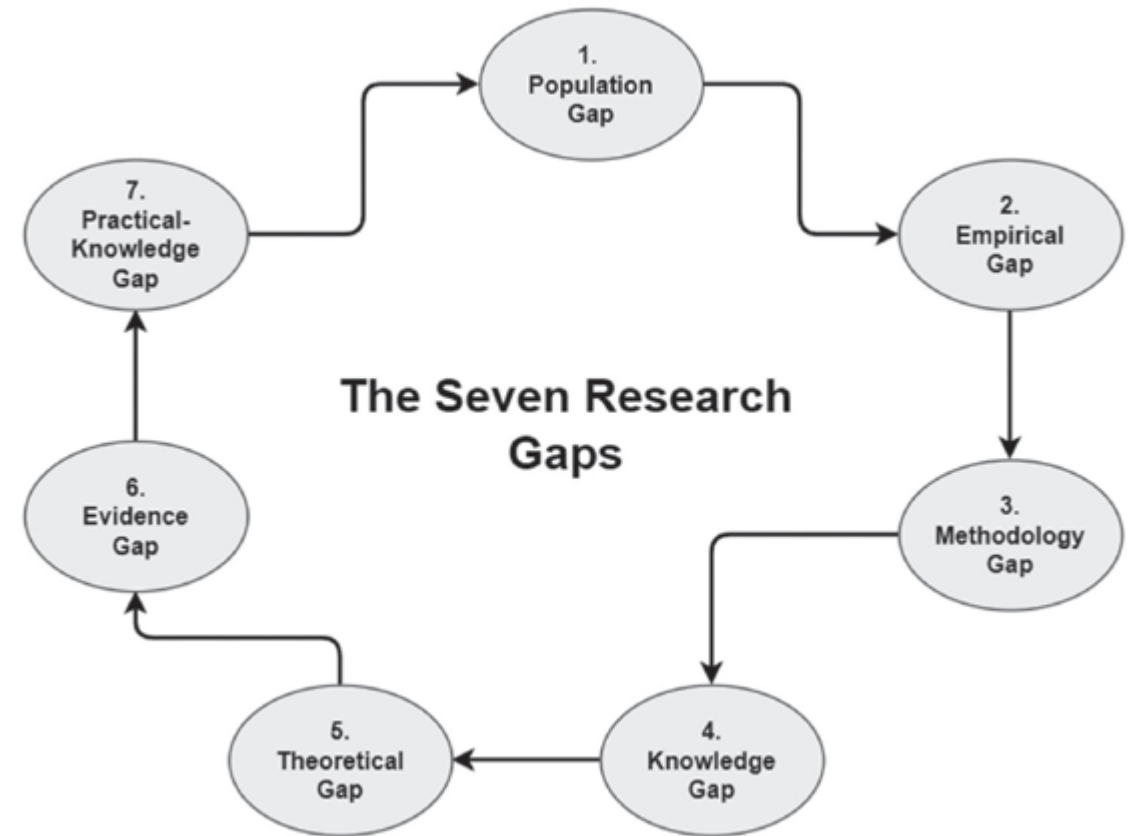 1.
Population
Gap
2.
Empirical
Gap
3.
Methodology
Gap
4.
Knowledge
Gap
5.
Theoretical
Gap
6.
Evidence
Gap
7.
Practical-
Knowledge
Gap
The Seven Research
Gaps